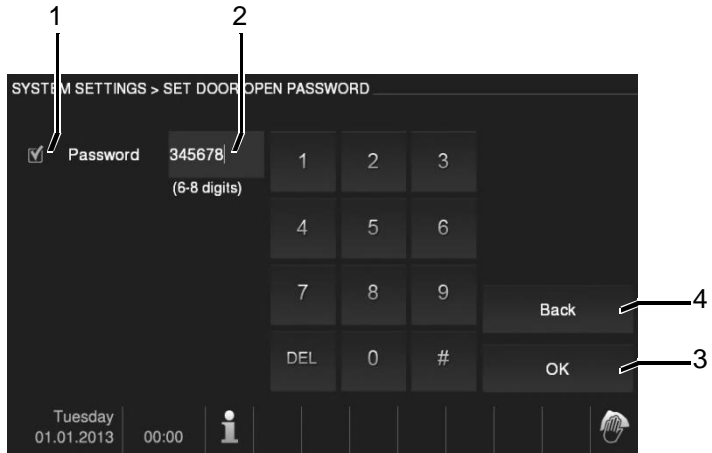 1 2
SYSTEM SETTINGS > SET DOOR OPEN PASSWORD
Password 345678 1 2 3
(6-8 digits)
4 5 6
7 8 9
Back 4
DEL 0 #
OK 3
Tuesday
01.01.2013 00:00 i